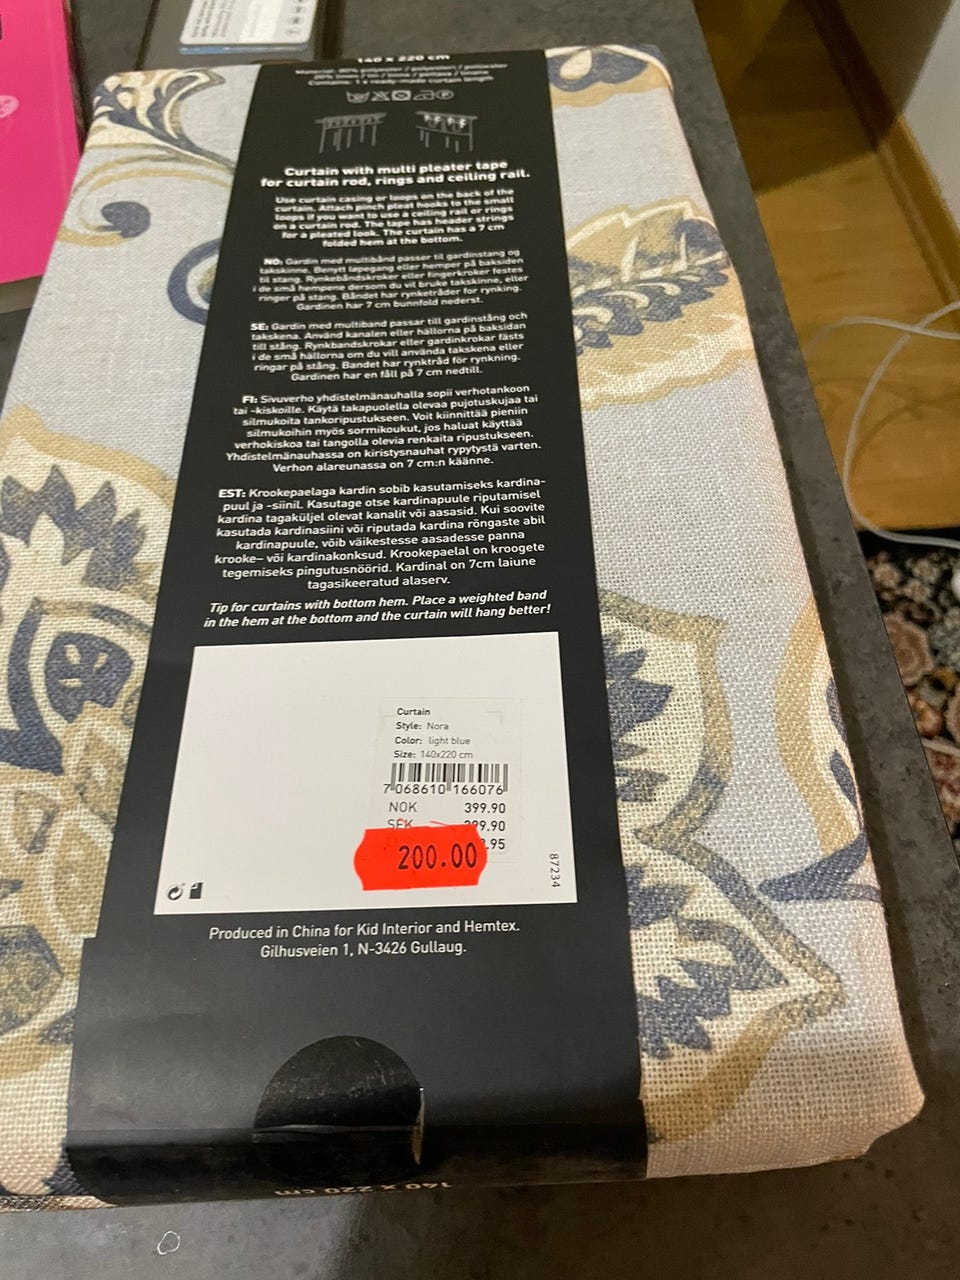 140 x 220 cm
Contains: 1 x ready-made curtain length
Curtain with multi pleater tape
for curtain rod, rings and ceiling rail.
Use curtain casing or loops on the back of the
curtain. Attach pinch pleat hooks to the small
loops if you want to use a ceiling rail or rings
on a curtain rod. The tape has header strings
for a pleated look. The curtain has a 7 cm
folded hem at the bottom.
NO: Gardin med multibånd passer til gardinstang og
takskinne. Benytt løpegang eller hemper på baksiden
til stang. Rynkebåndskroker eller fingerkroker festes
i de små hempene dersom du vil bruke takskinne, eller
ringer på stang. Båndet har rynketråder for rynking.
Gardinen har 7 cm bunnfold nederst.
SE: Gardin med multiband passar till gardinstång och
takskena. Använd kanalen eller hällorna på baksidan
till stång. Rynkbandskrokar eller gardinkrokar fästs
i de små hällorna om du vill använda takskena eller
ringar på stång. Bandet har rynktråd för rynkning.
Gardinen har en fåll på 7 cm nedtill.
FI: Sivuverho yhdistelmänauhalla sopii verhotankoon
tai -kiskoille. Käytä takapuolella olevaa pujotuskujaa tai
silmukoita tankoripustukseen. Voit kiinnittää pieniin
silmukoihin myös sormikoukut, jos haluat käyttää
verhokiskoa tai tangolla olevia renkaita ripustukseen.
Yhdistelmänauhassa on kiristysnauhat rypytystä varten.
Verhon alareunassa on 7 cm:n käänne.
EST: Krookepaelaga kardin sobib kasutamiseks kardina-
puul ja -siinil. Kasutage otse kardinapuule riputamisel
kardina tagaküljel olevat kanalit või aasasid. Kui soovite
kasutada kardinasiini või riputada kardina rõngaste abil
kardinapuule, võib väikestesse aasadesse panna
krooke– või kardinakonksud. Krookepaelal on kroogete
tegemiseks pingutusnöörid. Kardinal on 7cm laiune
tagasikeeratud alaserv.
Tip for curtains with bottom hem. Place a weighted band
in the hem at the bottom and the curtain will hang better!
Curtain
Style: Nora
Color: light blue
Size: 140x220 cm
7 068610 166076
NOK 399.90
SEK 99.90
.95
200.00
87234
Produced in China for Kid Interior and Hemtex.
Gilhusveien 1, N-3426 Gullaug.
140 x 220 cm